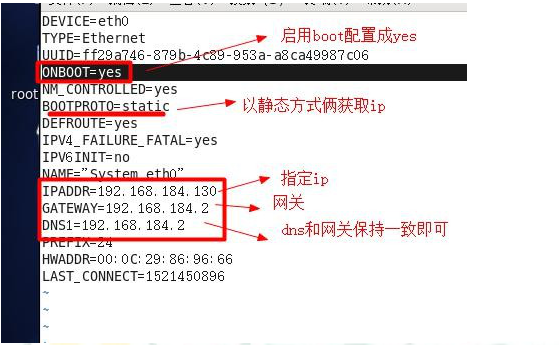 DEVICE=eth0
TYPE=Ethernet
UUID=ff29a746-879b-4c89-953a-a8ca49987c06
ONBOOT=yes
启用boot配置成yes
root
NM_CONTROLLED=yes
BOOTPROTO=static
以静态方式俩获取ip
DEFROUTE=yes
IPV4_FAILURE_FATAL=yes
IPV6INIT=no
NAME="System eth0"
IPADDR=192.168.184.130
指定ip
GATEWAY=192.168.184.2
网关
DNS1=192.168.184.2
dns和网关保持一致即可
PREFIX=24
HWADDR=00:0C:29:86:96:66
LAST_CONNECT=1521450896
~
~
~
~